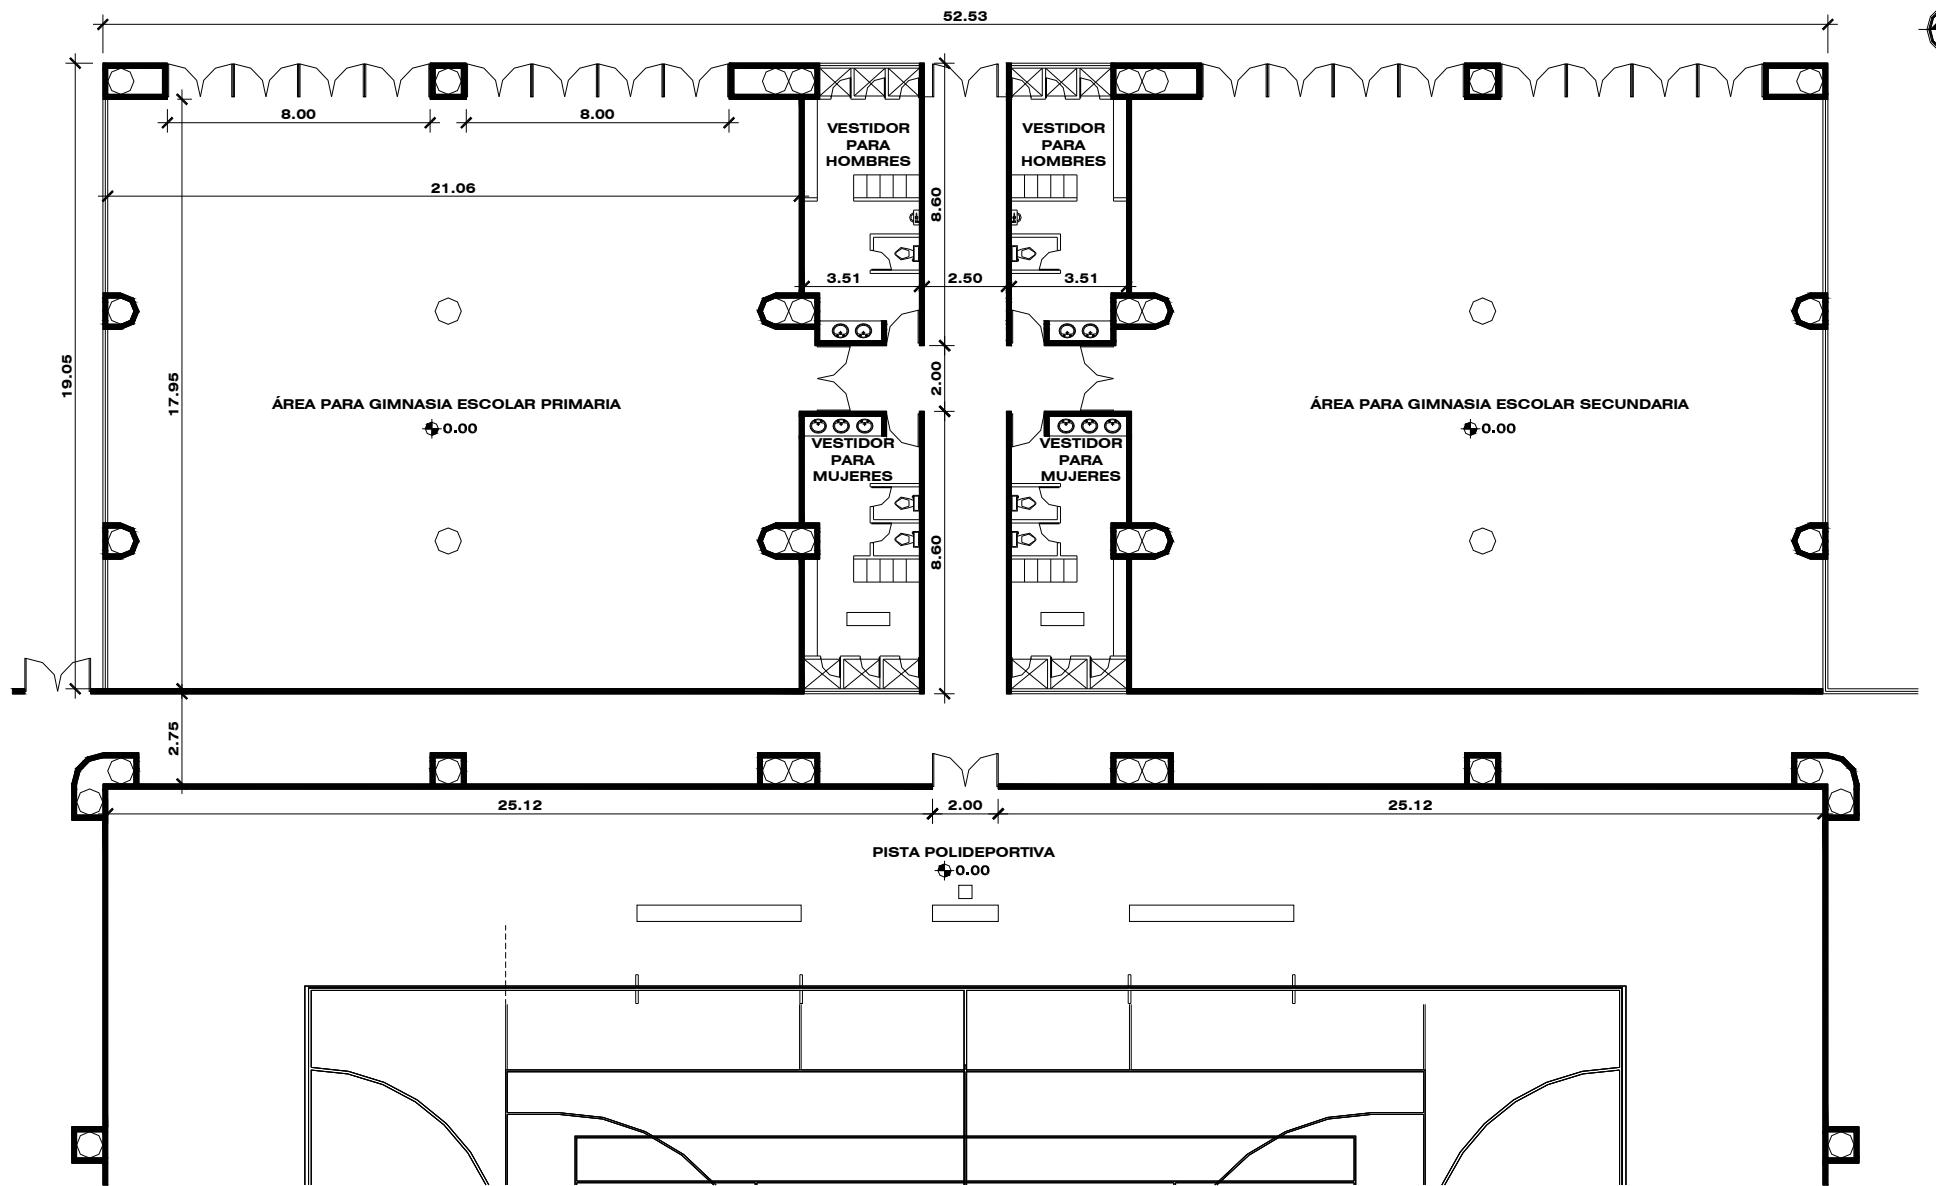 52.53
8.00
8.00
VESTIDOR
PARA
HOMBRES
VESTIDOR
PARA
HOMBRES
21.06
8.60
3.51
2.50
3.51
19.05
17.95
2.00
ÁREA PARA GIMNASIA ESCOLAR PRIMARIA
0.00
ÁREA PARA GIMNASIA ESCOLAR SECUNDARIA
0.00
VESTIDOR
PARA
MUJERES
VESTIDOR
PARA
MUJERES
8.60
2.75
25.12
2.00
25.12
PISTA POLIDEPORTIVA
0.00